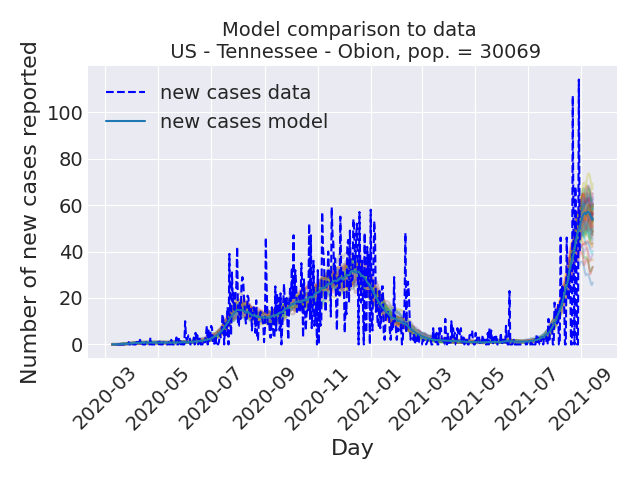 Model comparison to data
US - Tennessee - Obion, pop. = 30069
Number of new cases reported
100
80
60
40
20
0
new cases data
new cases model
2020-03
2020-05
2020-07
2020-09
2020-11
2021-01
2021-03
2021-05
2021-07
2021-09
Day